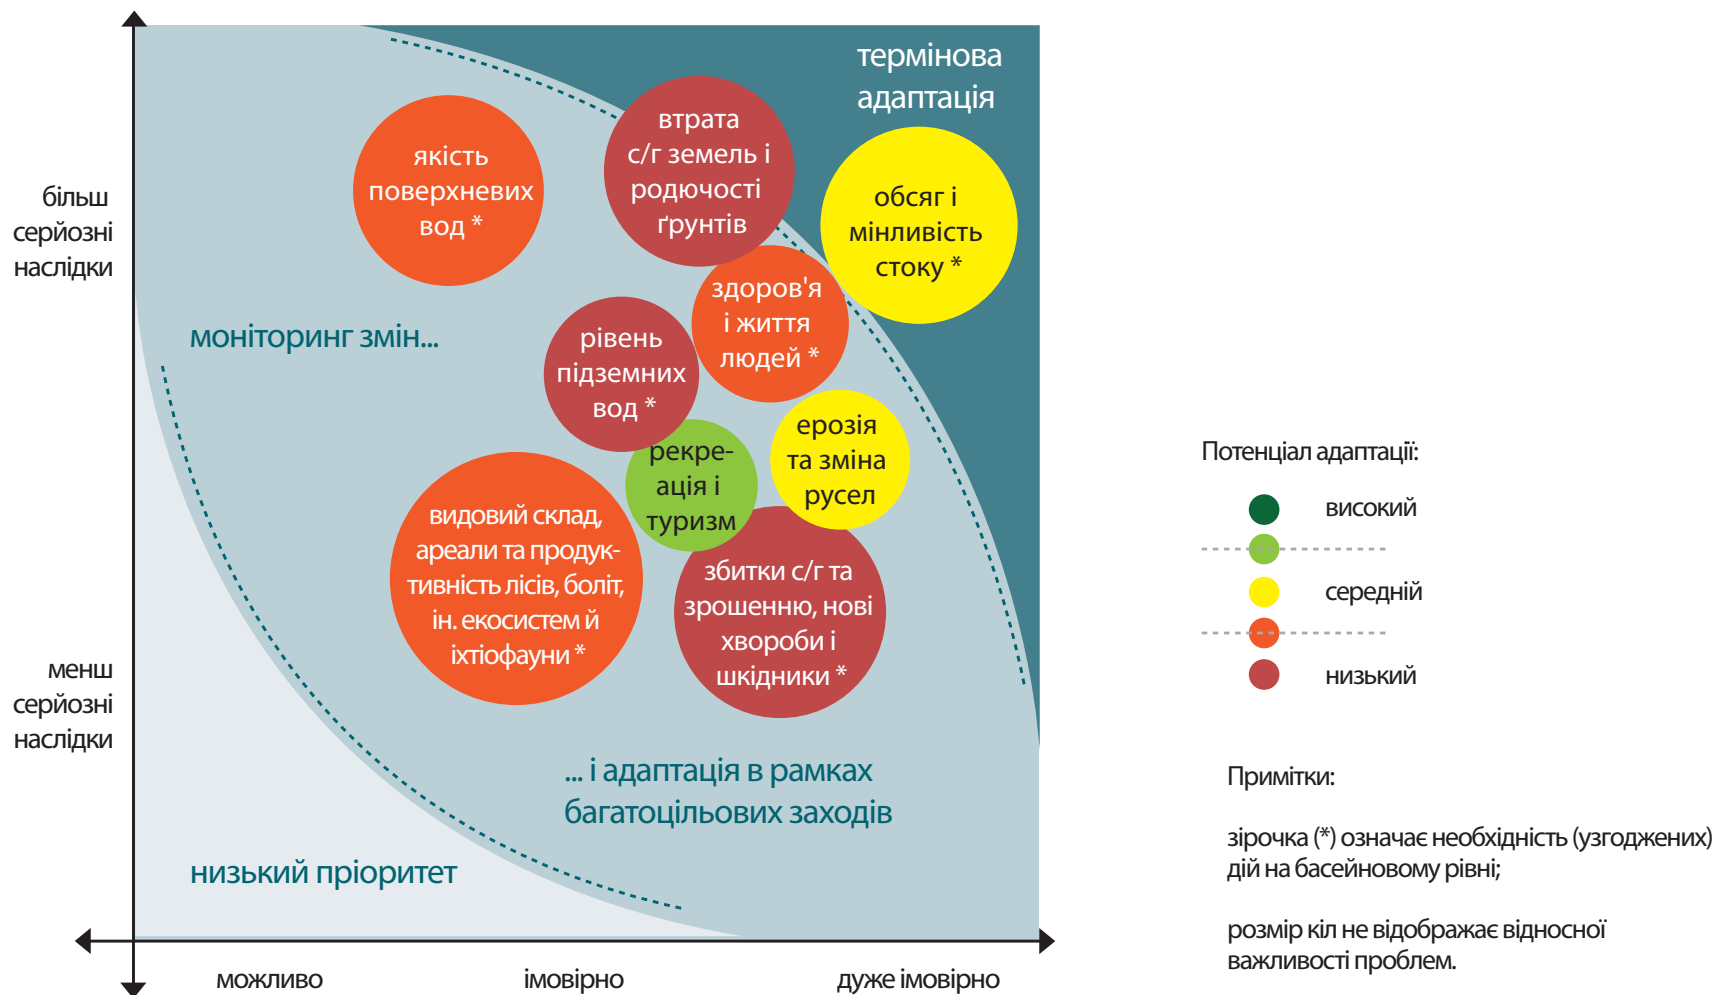 термінова
адаптація
якість
поверхневих
вод *
втрата
с/г земель і
родючості
ґрунтів
обсяг і
мінливість
стоку *
більш
серйозні
наслідки
здоров'я
і життя
людей *
моніторинг змін...
рівень
підземних
вод *
ерозія
та зміна
русел
рекре-
ація і
туризм
видовий склад,
ареали та продук-
тивність лісів, боліт,
ін. екосистем й
іхтіофауни *
збитки с/г та
зрошенню, нові
хвороби і
шкідники *
менш
серйозні
наслідки
... і адаптація в рамках
багатоцільових заходів
низький пріоритет
можливо
імовірно
дуже імовірно
Потенціал адаптації:
високий
середній
низький
Примітки:
зірочка (*) означає необхідність (узгоджених)
дій на басейновому рівні;
розмір кіл не відображає відносної
важливості проблем.